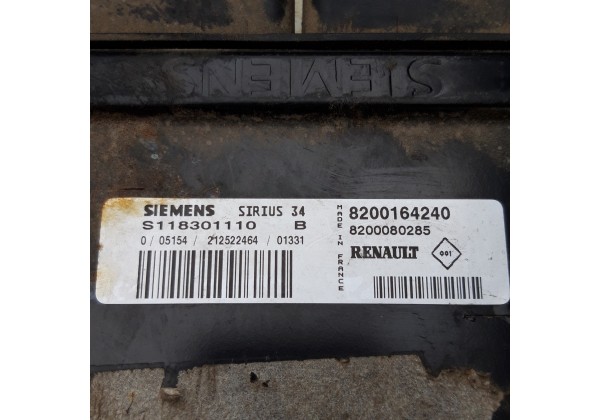 SIEMENS
SIEMENS SIRIUS 34
S118301110 B
0 / 05154 / 212522464 / 01331
MADE IN FRANCE
8200164240
8200080285
RENAULT 001